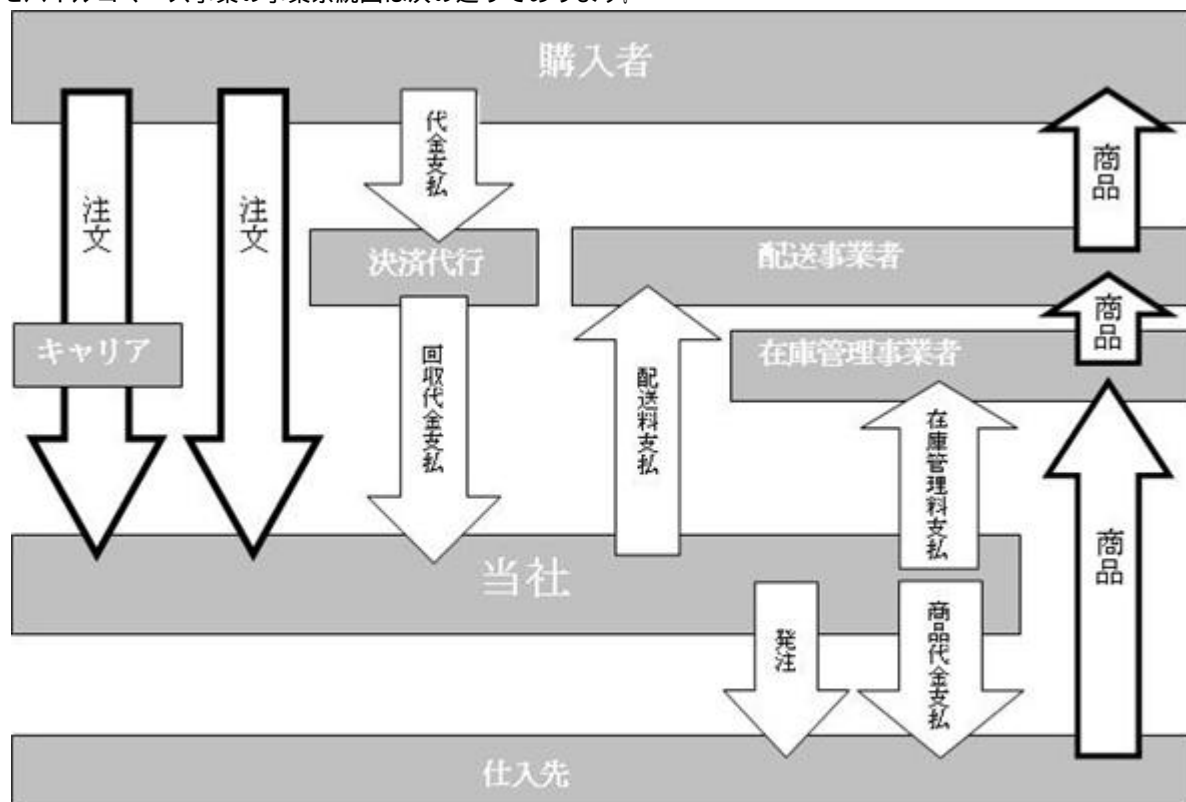 購入者
代金支払
商品
注文
注文
決済代行
配送事業者
商品
キャリア
在庫管理事業者
回収代金支払
配送料支払
在庫管理料支払
商品
当社
発注
商品代金支払
仕入先